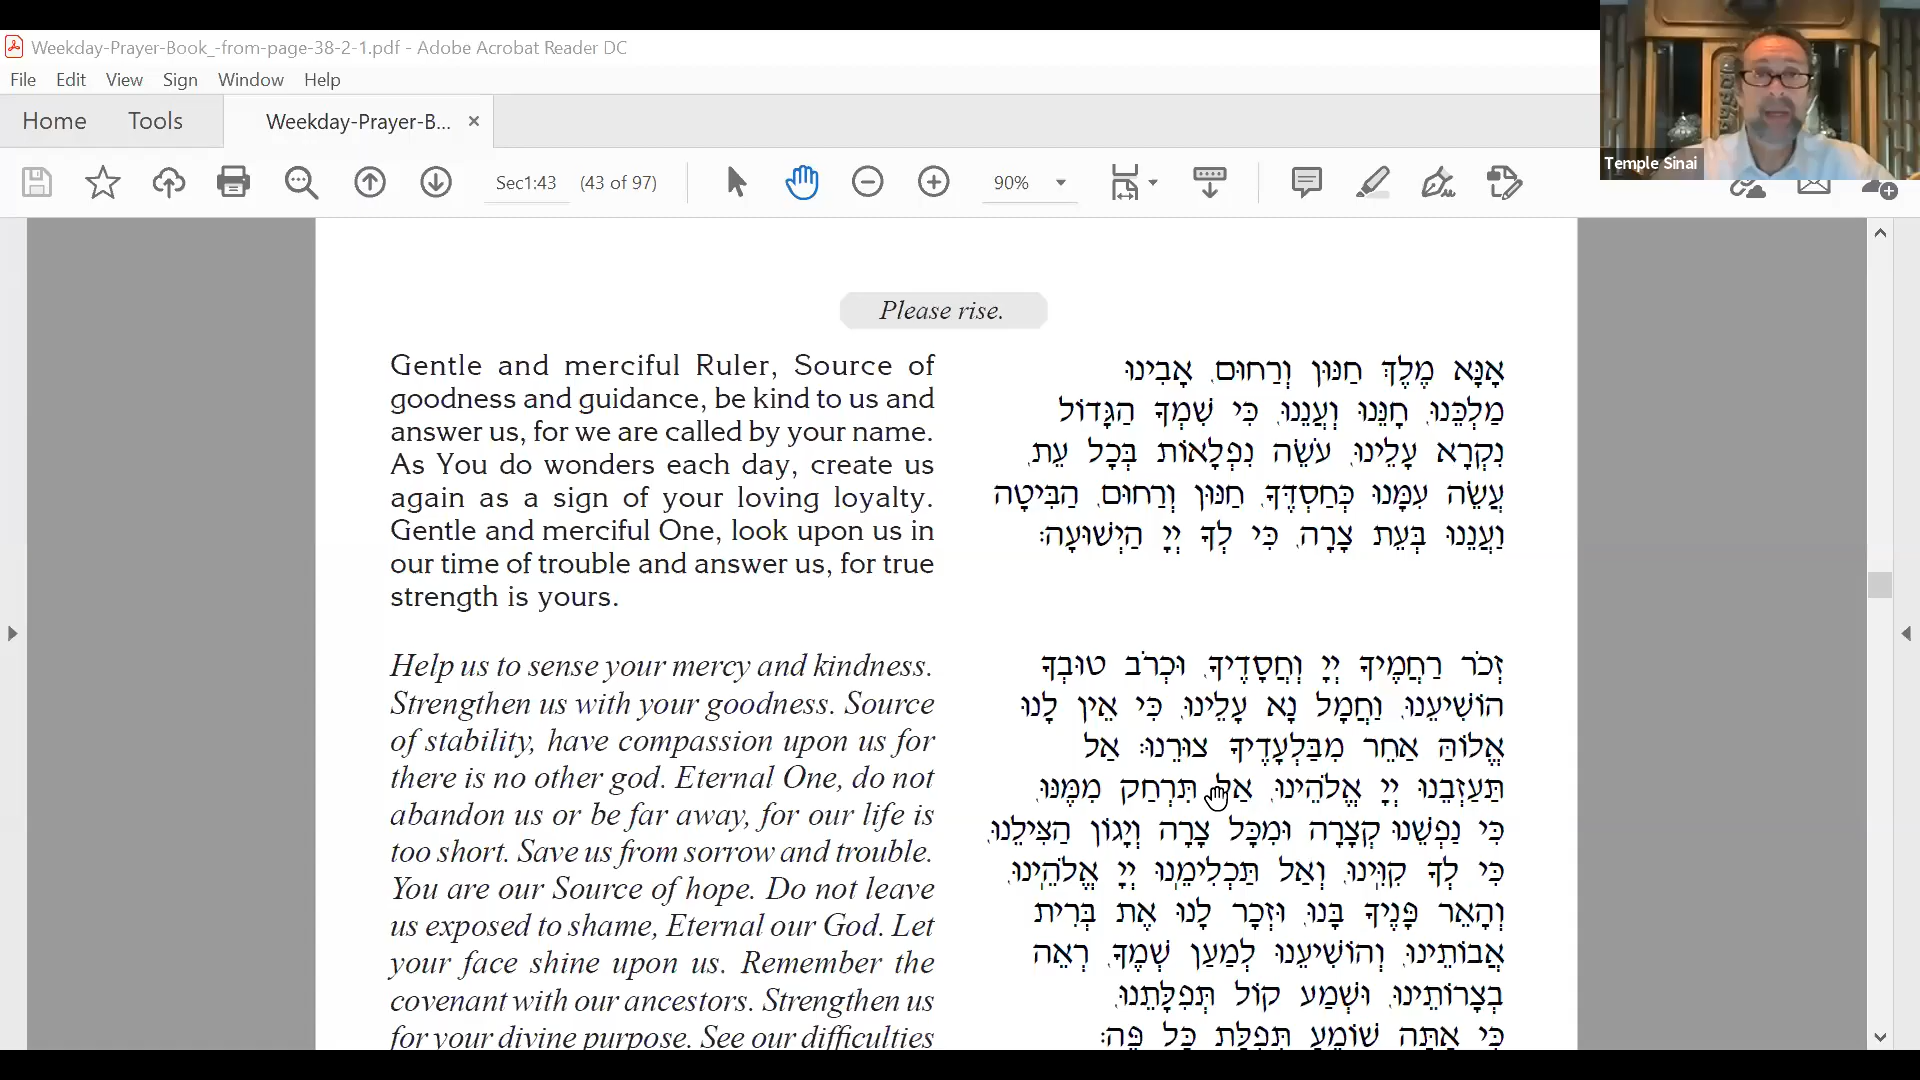 Weekday-Prayer-Book_-from-page-38-2-1.pdf - Adobe Acrobat Reader DC
File Edit View Sign Window Help
Home Tools Weekday-Prayer-B... ×
Sec1:43 (43 of 97) 90%
Temple Sinai
Please rise.
Gentle and merciful Ruler, Source of
goodness and guidance, be kind to us and
answer us, for we are called by your name.
As You do wonders each day, create us
again as a sign of your loving loyalty.
Gentle and merciful One, look upon us in
our time of trouble and answer us, for true
strength is yours.
Help us to sense your mercy and kindness.
Strengthen us with your goodness. Source
of stability, have compassion upon us for
there is no other god. Eternal One, do not
abandon us or be far away, for our life is
too short. Save us from sorrow and trouble.
You are our Source of hope. Do not leave
us exposed to shame, Eternal our God. Let
your face shine upon us. Remember the
covenant with our ancestors. Strengthen us
for your divine purpose. See our difficulties
אָנָּא מֶלֶךְ חַנּוּן וְרַחוּם, אָבִינוּ
מַלְכֵּנוּ, חָנֵּנוּ וְעֲנֵנוּ, כִּי שִׁמְךָ הַגָּדוֹל
נִקְרָא עָלֵינוּ, עֹשֵׂה נִפְלָאוֹת בְּכָל עֵת,
עֲשֵׂה עִמָּנוּ כְּחַסְדֶּךָ, חַנּוּן וְרַחוּם, הַבִּיטָה
וַעֲנֵנוּ בְּעֵת צָרָה, כִּי לְךָ יְיָ הַיְשׁוּעָה:
זְכֹר רַחֲמֶיךָ יְיָ וְחֲסָדֶיךָ, וּכְרֹב טוּבְךָ
הוֹשִׁיעֵנוּ, וַחֲמָל נָא עָלֵינוּ, כִּי אֵין לָנוּ
אֱלוֹהַּ אַחֵר מִבַּלְעָדֶיךָ צוּרֵנוּ: אַל
תַּעַזְבֵנוּ יְיָ אֱלֹהֵינוּ, אַל תִּרְחַק מִמֶּנּוּ,
כִּי נַפְשֵׁנוּ קְצָרָה וּמִכָּל צָרָה וְיָגוֹן הַצִּילֵנוּ,
כִּי לְךָ קִוִּינוּ, וְאַל תַּכְלִימֵנוּ יְיָ אֱלֹהֵינוּ,
וְהָאֵר פָּנֶיךָ בָּנוּ, וּזְכָר לָנוּ אֶת בְּרִית
אֲבוֹתֵינוּ, וְהוֹשִׁיעֵנוּ לְמַעַן שְׁמֶךָ, רְאֵה
בְצָרוֹתֵינוּ, וּשְׁמַע קוֹל תְּפִלָּתֵנוּ,
כִּי אַתָּה שׁוֹמֵעַ תְּפִלַּת כָּל פֶּה: